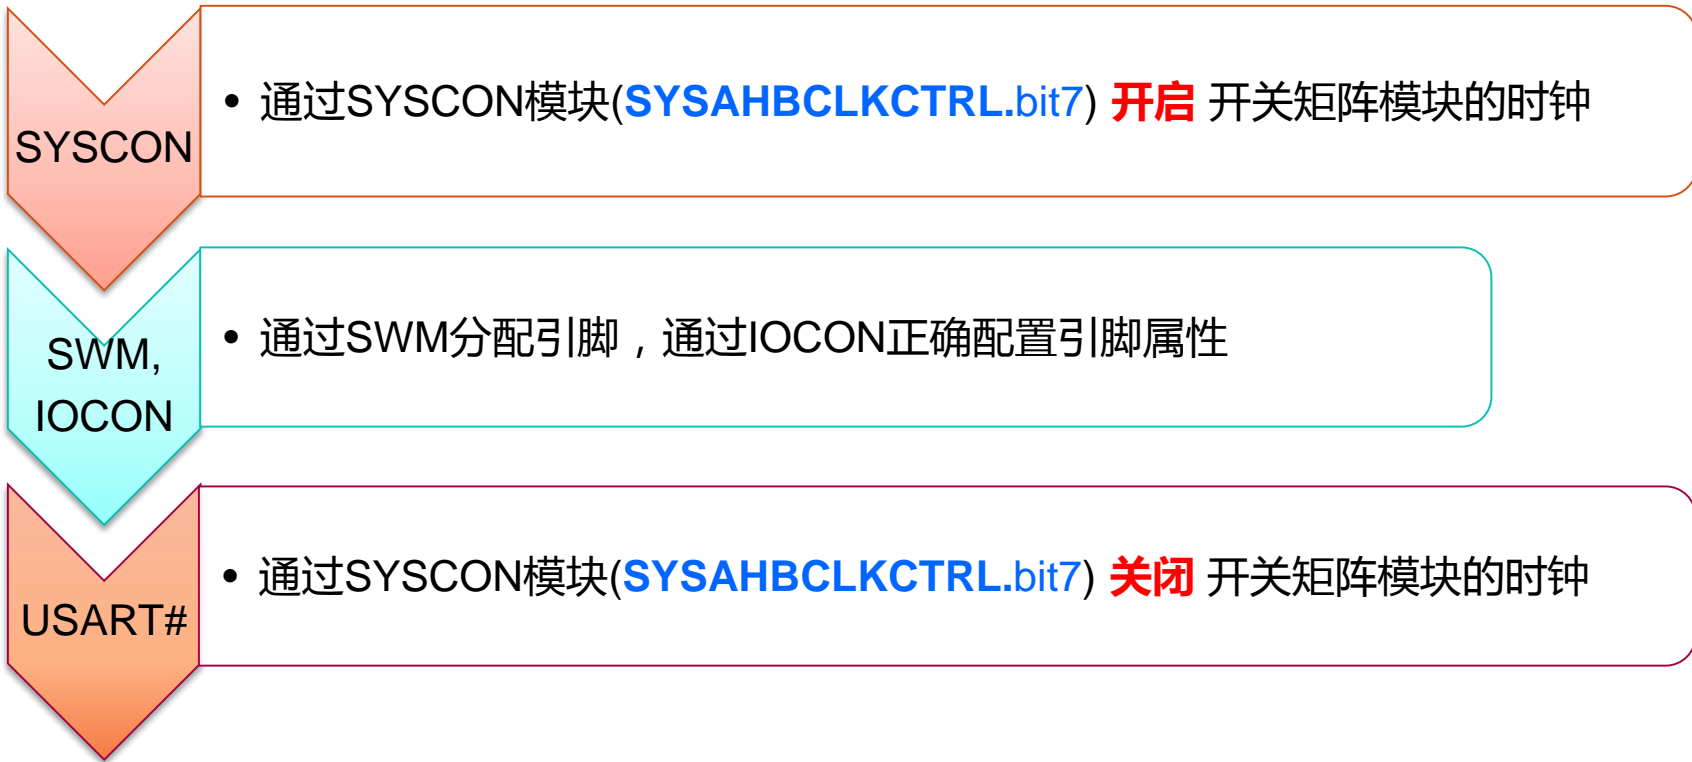 SYSCON
• 通过SYSCON模块(SYSAHBCLKCTRL.bit7) 开启 开关矩阵模块的时钟
SWM,
IOCON
• 通过SWM分配引脚，通过IOCON正确配置引脚属性
USART#
• 通过SYSCON模块(SYSAHBCLKCTRL.bit7) 关闭 开关矩阵模块的时钟